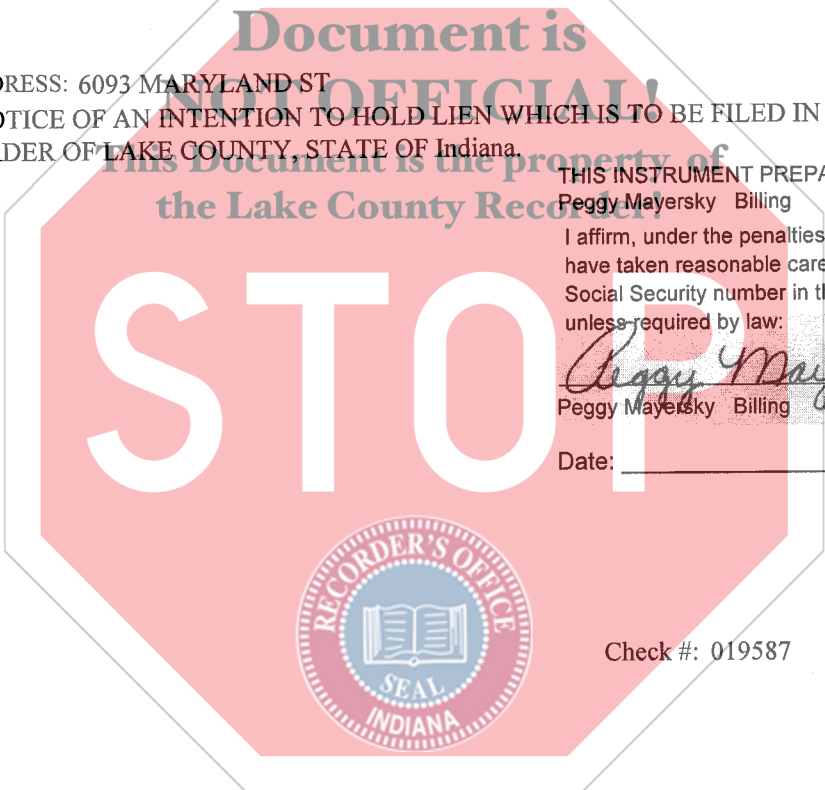 Document is
DRESS: 6093 MARYLAND ST
NOT OFFICIAL!
OTICE OF AN INTENTION TO HOLD LIEN WHICH IS TO BE FILED IN
RDER OF LAKE COUNTY, STATE OF Indiana.
This Document is the property of
the Lake County Recorder!
THIS INSTRUMENT PREPA
Peggy Mayersky Billing
I affirm, under the penalties
have taken reasonable care
Social Security number in t
unless required by law:
Peggy May
Peggy Mayersky Billing
Date:
STOP
RECORDER'S OFFICE
SEAL
INDIANA
Check #: 019587